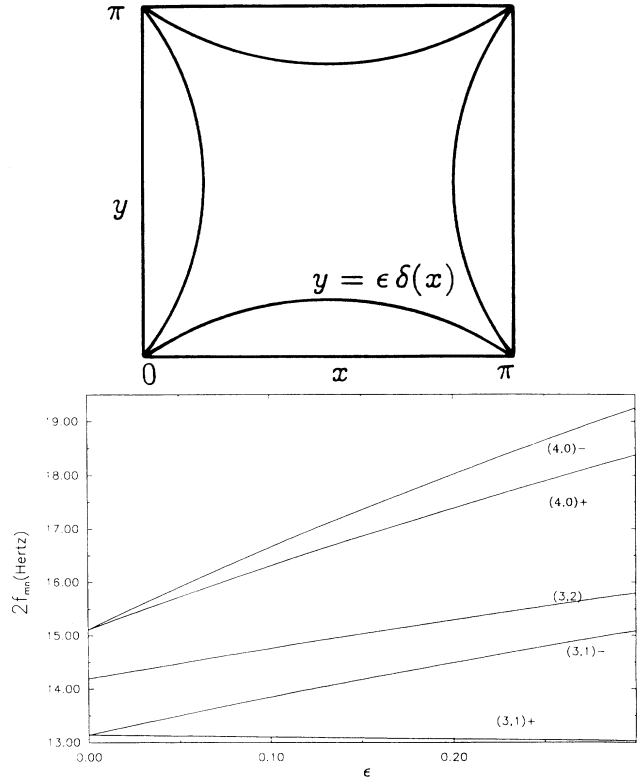 π
y
y = ϵ δ(x)
0 x π
19.00
(4,0)−
18.00
(4,0)+
17.00
2f_mn(Hertz)
16.00
(3,2)
15.00
(3,1)−
14.00
(3,1)+
13.00
0.00 0.10 0.20
ϵ